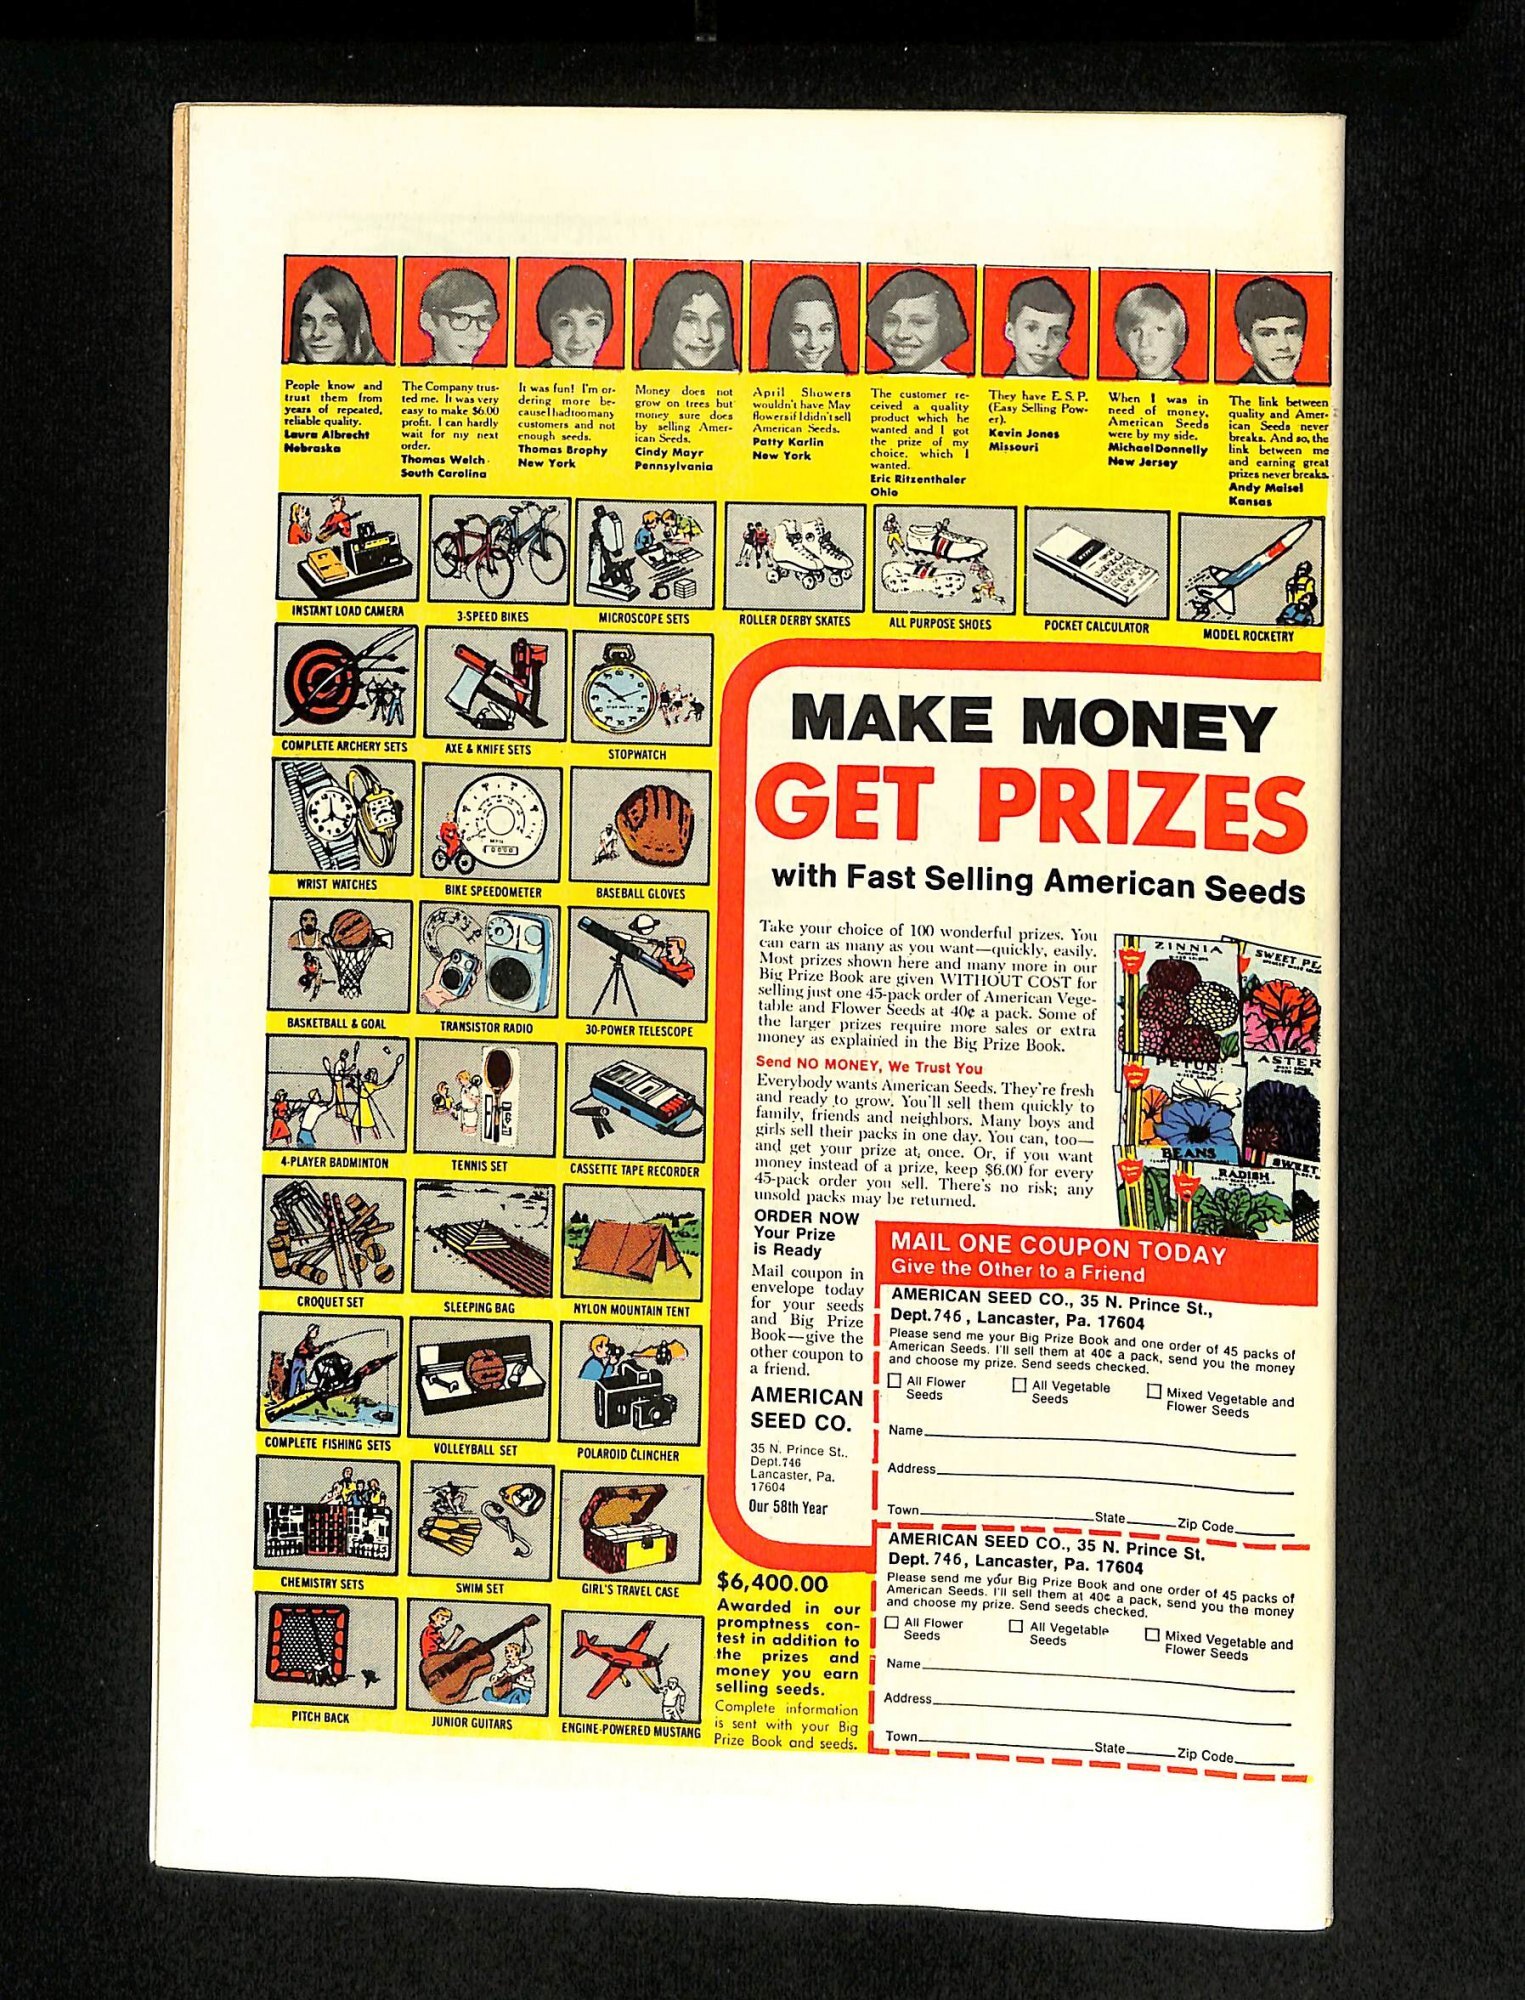 People know and
trust them from
years of repeated,
reliable quality.
Laura Albrecht
Nebraska
The Company trus-
ted me. It was very
easy to make $6.00
profit. I can hardly
wait for my next
order.
Thomas Welch
South Carolina
It was fun! I'm or-
dering more be-
cause I had too many
customers and not
enough seeds.
Thomas Brophy
New York
Money does not
grow on trees but
money sure does
by selling Amer-
ican Seeds.
Cindy Mayr
Pennsylvania
April Showers
wouldn't have May
flowers if I didn't sell
American Seeds.
Patty Karlin
New York
The customer re-
ceived a quality
product which he
wanted and I got
the prize of my
choice, which I
wanted.
Eric Ritzenthaler
Ohio
They have E. S. P.
(Easy Selling Pow-
er).
Kevin Jones
Missouri
When I was in
need of money,
American Seeds
were by my side.
Michael Donnelly
New Jersey
The link between
quality and Amer-
ican Seeds never
breaks. And so, the
link between me
and earning great
prizes never breaks.
Andy Maisel
Kansas
INSTANT LOAD CAMERA
3-SPEED BIKES
MICROSCOPE SETS
ROLLER DERBY SKATES
ALL PURPOSE SHOES
POCKET CALCULATOR
MODEL ROCKETRY
COMPLETE ARCHERY SETS
AXE & KNIFE SETS
STOPWATCH
WRIST WATCHES
BIKE SPEEDOMETER
BASEBALL GLOVES
BASKETBALL & GOAL
TRANSISTOR RADIO
30-POWER TELESCOPE
4-PLAYER BADMINTON
TENNIS SET
CASSETTE TAPE RECORDER
CROQUET SET
SLEEPING BAG
NYLON MOUNTAIN TENT
COMPLETE FISHING SETS
VOLLEYBALL SET
POLAROID CLINCHER
CHEMISTRY SETS
SWIM SET
GIRL'S TRAVEL CASE
PITCH BACK
JUNIOR GUITARS
ENGINE-POWERED MUSTANG
MAKE MONEY
GET PRIZES
with Fast Selling American Seeds
Take your choice of 100 wonderful prizes. You
can earn as many as you want—quickly, easily.
Most prizes shown here and many more in our
Big Prize Book are given WITHOUT COST for
selling just one 45-pack order of American Vege-
table and Flower Seeds at 40¢ a pack. Some of
the larger prizes require more sales or extra
money as explained in the Big Prize Book.
Send NO MONEY, We Trust You
Everybody wants American Seeds. They're fresh
and ready to grow. You'll sell them quickly to
family, friends and neighbors. Many boys and
girls sell their packs in one day. You can, too—
and get your prize at once. Or, if you want
money instead of a prize, keep $6.00 for every
45-pack order you sell. There's no risk; any
unsold packs may be returned.
ZINNIA
SWEET PE
PETUN
ASTER
BEANS
RADISH
SWEET
ORDER NOW
Your Prize
is Ready
Mail coupon in
envelope today
for your seeds
and Big Prize
Book—give the
other coupon to
a friend.
AMERICAN
SEED CO.
35 N. Prince St.,
Dept.746
Lancaster, Pa.
17604
Our 58th Year
$6,400.00
Awarded in our
promptness con-
test in addition to
the prizes and
money you earn
selling seeds.
Complete information
is sent with your Big
Prize Book and seeds.
MAIL ONE COUPON TODAY
Give the Other to a Friend
AMERICAN SEED CO., 35 N. Prince St.,
Dept.746, Lancaster, Pa. 17604
Please send me your Big Prize Book and one order of 45 packs of
American Seeds. I'll sell them at 40¢ a pack, send you the money
and choose my prize. Send seeds checked.
All Flower Seeds
All Vegetable Seeds
Mixed Vegetable and Flower Seeds
Name
Address
Town State Zip Code
AMERICAN SEED CO., 35 N. Prince St.
Dept. 746, Lancaster, Pa. 17604
Please send me your Big Prize Book and one order of 45 packs of
American Seeds. I'll sell them at 40¢ a pack, send you the money
and choose my prize. Send seeds checked.
All Flower Seeds
All Vegetable Seeds
Mixed Vegetable and Flower Seeds
Name
Address
Town State Zip Code